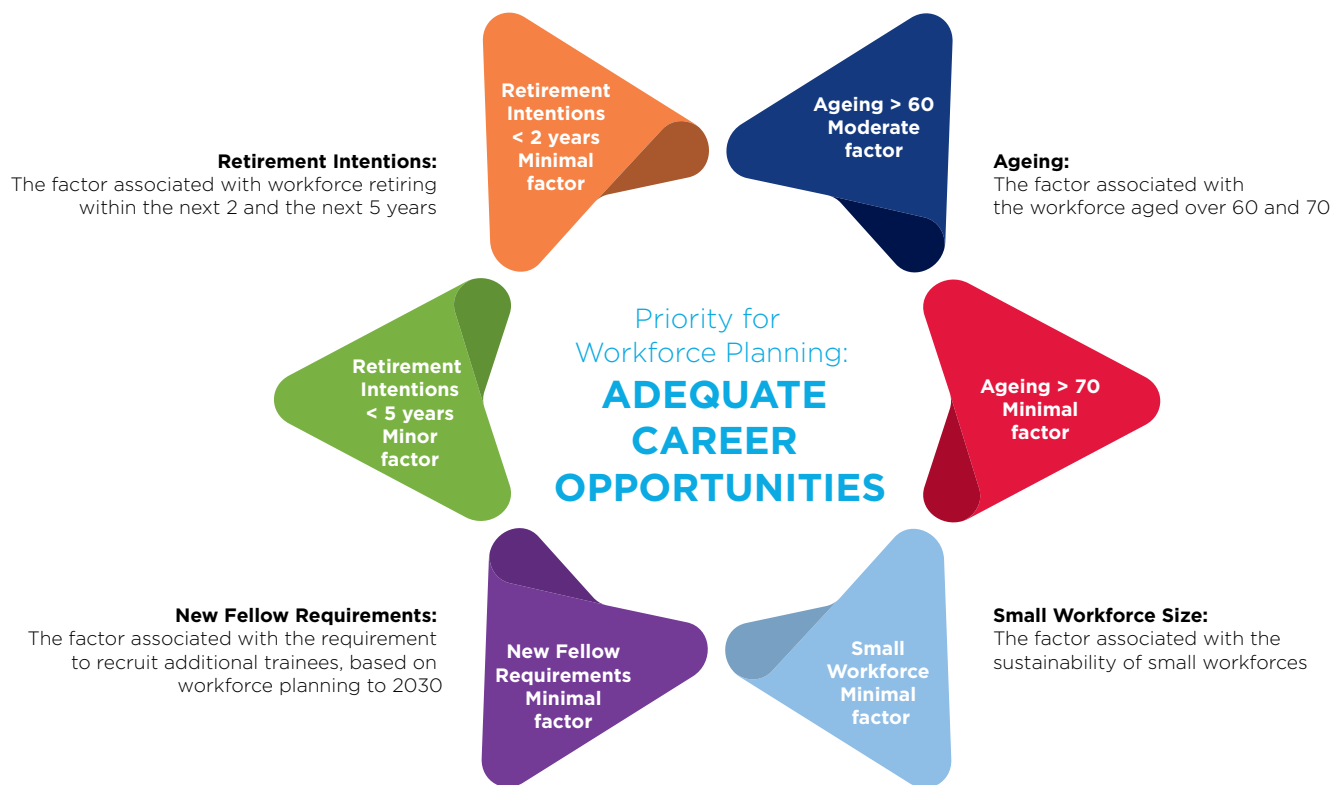 Retirement
Intentions
< 2 years
Minimal
factor
Ageing > 60
Moderate
factor
Retirement Intentions:
The factor associated with workforce retiring
within the next 2 and the next 5 years
Ageing:
The factor associated with
the workforce aged over 60 and 70
Priority for
Workforce Planning:
ADEQUATE
CAREER
OPPORTUNITIES
Retirement
Intentions
< 5 years
Minor
factor
Ageing > 70
Minimal
factor
New Fellow Requirements:
The factor associated with the requirement
to recruit additional trainees, based on
workforce planning to 2030
New Fellow
Requirements
Minimal
factor
Small
Workforce
Minimal
factor
Small Workforce Size:
The factor associated with the
sustainability of small workforces